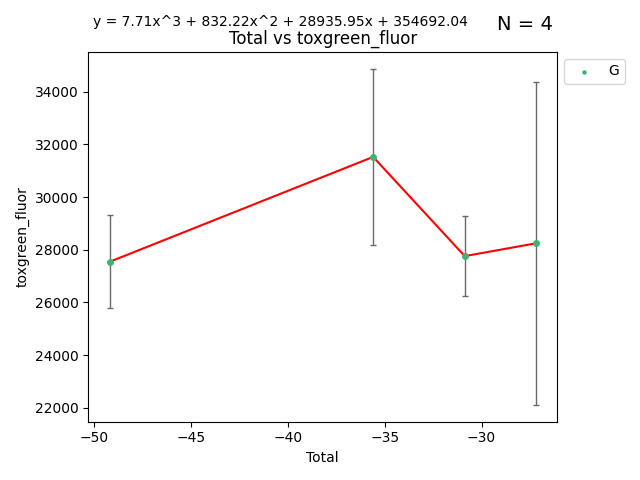 y = 7.71x^3 + 832.22x^2 + 28935.95x + 354692.04
N = 4
Total vs toxgreen_fluor
G
34000
32000
30000
28000
26000
24000
22000
toxgreen_fluor
−50
−45
−40
−35
−30
Total